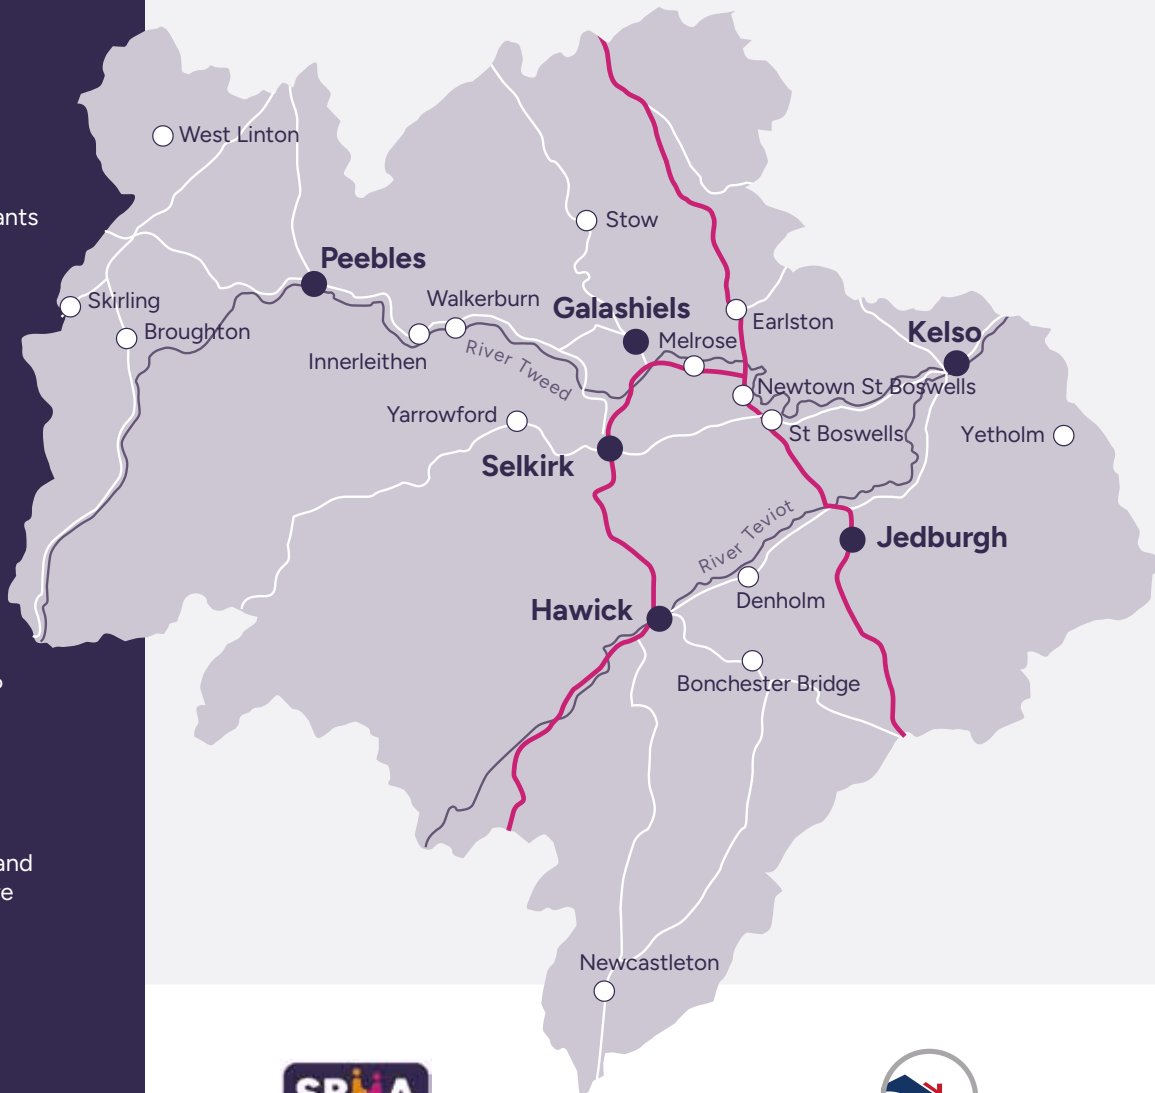 West Linton
ants
Stow
Peebles
Skirling
Walkerburn
Galashiels
Broughton
Earlston
Kelso
Innerleithen
Melrose
River Tweed
Newtown St Boswells
Yarrowford
St Boswells
Yetholm
Selkirk
River Teviot
Jedburgh
Hawick
Denholm
Bonchester Bridge
and
e
Newcastleton